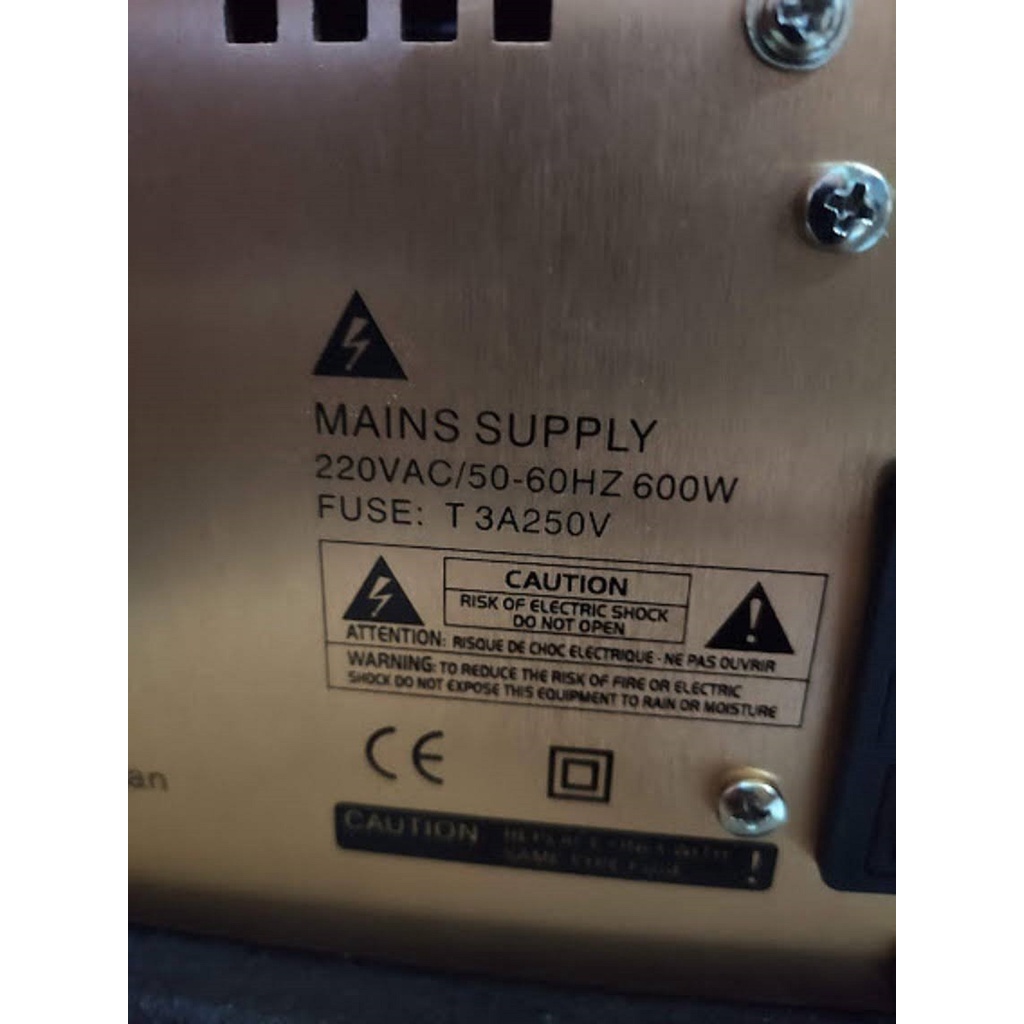 MAINS SUPPLY
220VAC/50-60HZ 600W
FUSE: T 3A250V
CAUTION
RISK OF ELECTRIC SHOCK
DO NOT OPEN
ATTENTION: RISQUE DE CHOC ELECTRIQUE - NE PAS OUVRIR
WARNING: TO REDUCE THE RISK OF FIRE OR ELECTRIC
SHOCK DO NOT EXPOSE THIS EQUIPMENT TO RAIN OR MOISTURE
CE
an
CAUTION
SAME